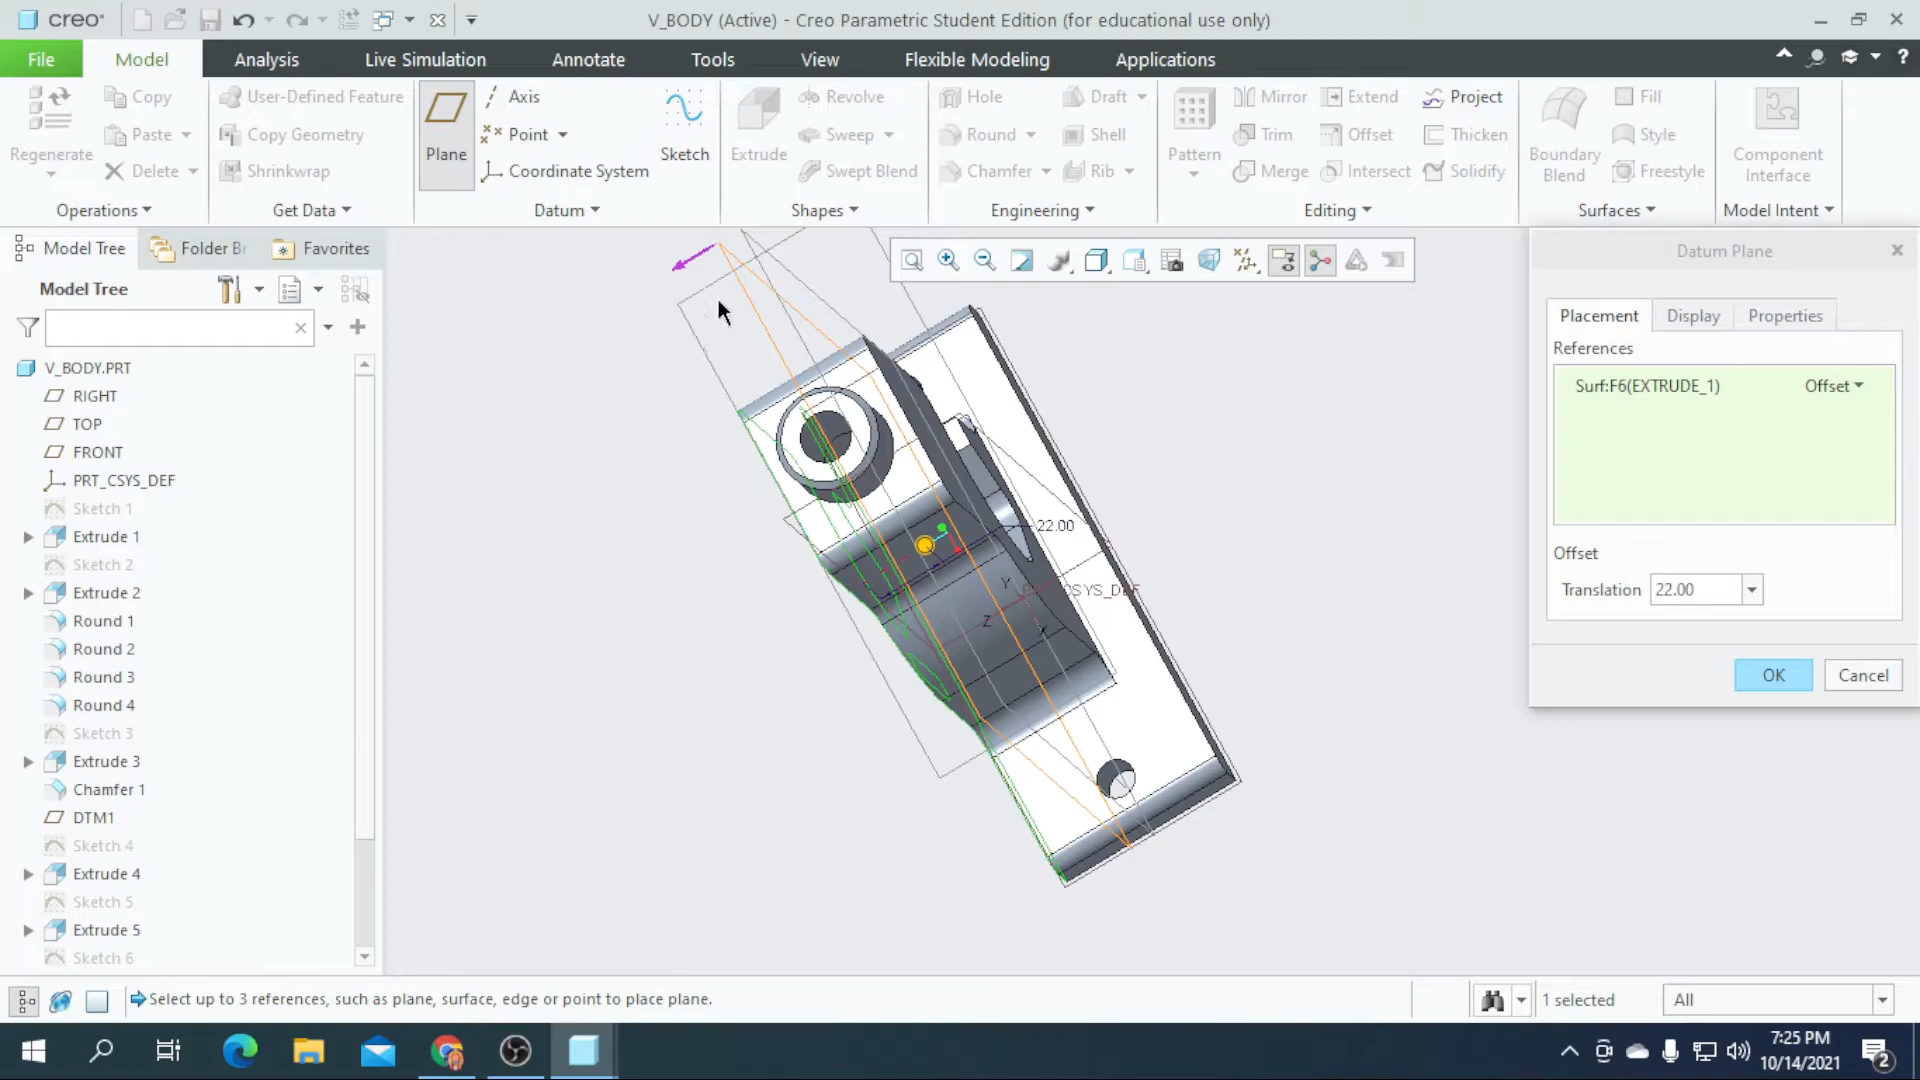 creo
V_BODY (Active) - Creo Parametric Student Edition (for educational use only)
File
Model
Analysis
Live Simulation
Annotate
Tools
View
Flexible Modeling
Applications
Regenerate
Copy
Paste
Delete
Operations
User-Defined Feature
Copy Geometry
Shrinkwrap
Get Data
Plane
Axis
Point
Coordinate System
Sketch
Datum
Extrude
Revolve
Sweep
Swept Blend
Shapes
Hole
Round
Chamfer
Draft
Shell
Rib
Engineering
Pattern
Mirror
Trim
Merge
Extend
Offset
Intersect
Project
Thicken
Solidify
Editing
Boundary
Blend
Fill
Style
Freestyle
Surfaces
Component
Interface
Model Intent
Model Tree
Folder Br
Favorites
Model Tree
V_BODY.PRT
RIGHT
TOP
FRONT
PRT_CSYS_DEF
Sketch 1
Extrude 1
Sketch 2
Extrude 2
Round 1
Round 2
Round 3
Round 4
Sketch 3
Extrude 3
Chamfer 1
DTM1
Sketch 4
Extrude 4
Sketch 5
Extrude 5
Sketch 6
22.00
Y
Z
X
Datum Plane
Placement
Display
Properties
References
Surf:F6(EXTRUDE_1)
Offset
Offset
Translation
22.00
OK
Cancel
Select up to 3 references, such as plane, surface, edge or point to place plane.
1 selected
All
7:25 PM
10/14/2021
2